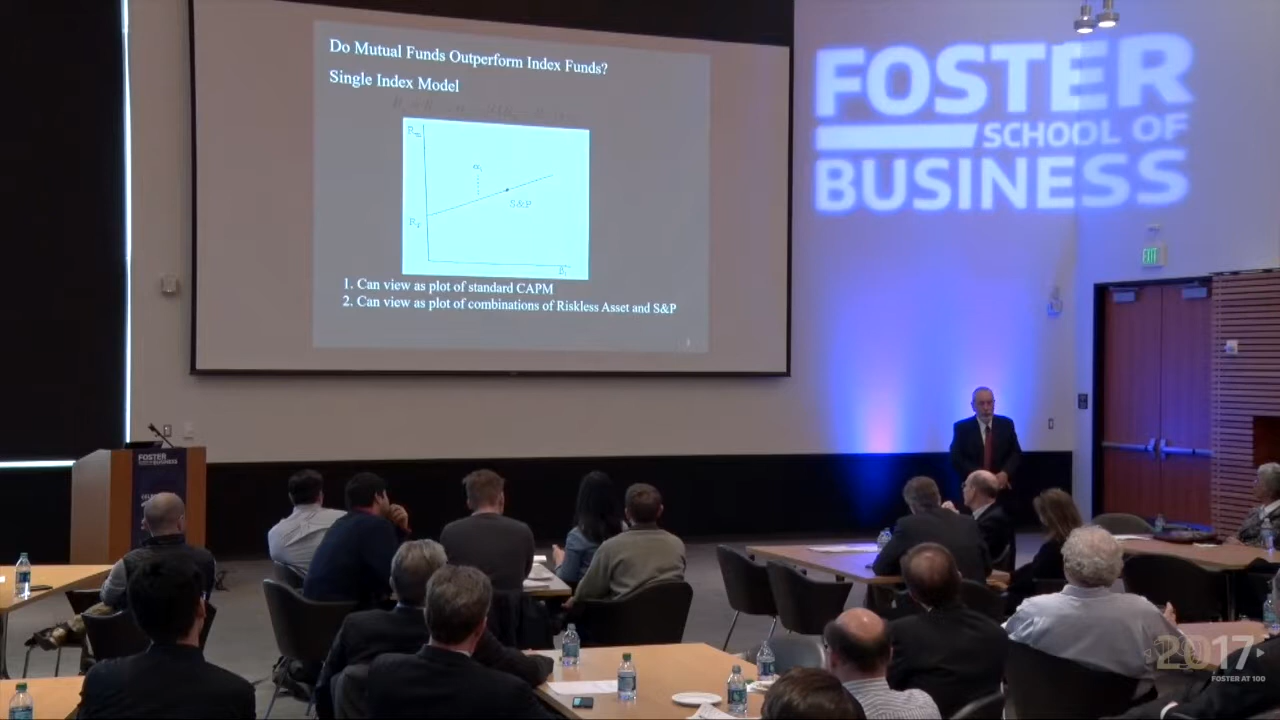 Do Mutual Funds Outperform Index Funds?
Single Index Model
S&P
1. Can view as plot of standard CAPM
2. Can view as plot of combinations of Riskless Asset and S&P
FOSTER
SCHOOL OF
BUSINESS
EXIT
FOSTER
2017
FOSTER AT 100